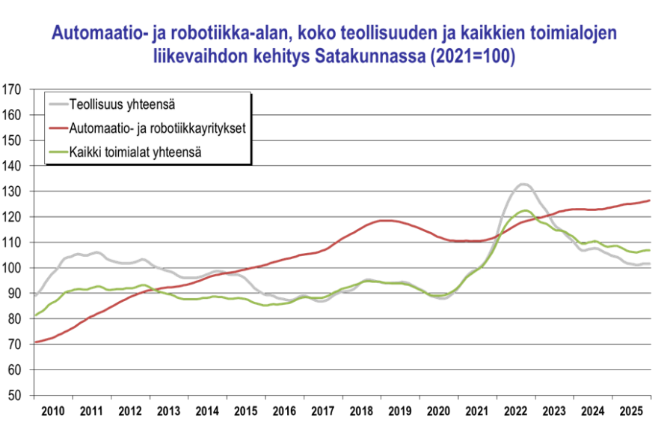 Automaatio- ja robotiikka-alan, koko teollisuuden ja kaikkien toimialojen
liikevaihdon kehitys Satakunnassa (2021=100)
170
160
150
140
130
120
110
100
90
80
70
60
50
Teollisuus yhteensä
Automaatio- ja robotiikkayritykset
Kaikki toimialat yhteensä
2010 2011 2012 2013 2014 2015 2016 2017 2018 2019 2020 2021 2022 2023 2024 2025